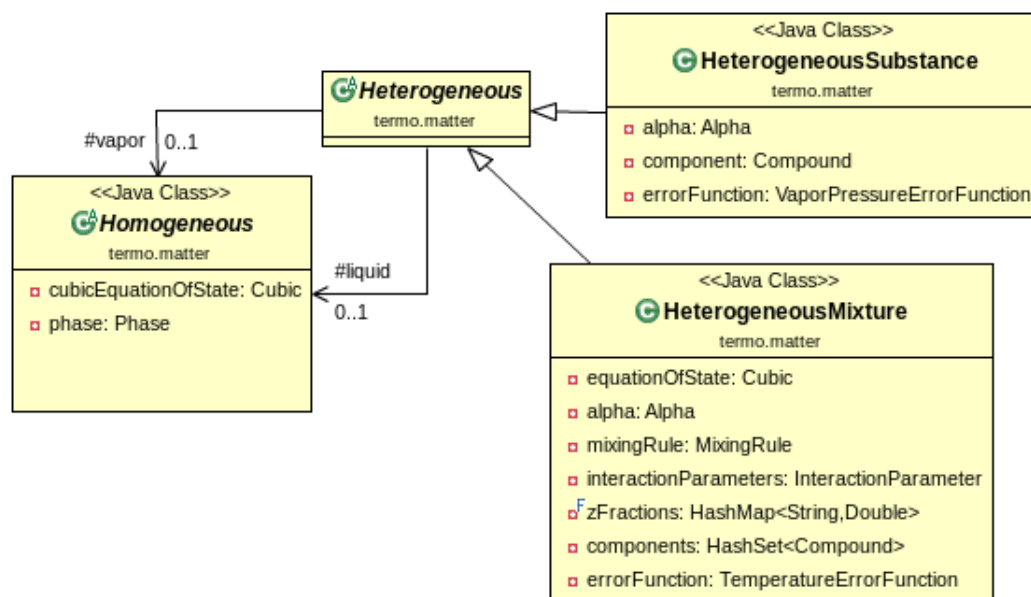 <<Java Class>>
HeterogeneousSubstance
termo.matter
alpha: Alpha
component: Compound
errorFunction: VaporPressureErrorFunction
Heterogeneous
termo.matter
#vapor
0..1
<<Java Class>>
Homogeneous
termo.matter
cubicEquationOfState: Cubic
phase: Phase
#liquid
0..1
<<Java Class>>
HeterogeneousMixture
termo.matter
equationOfState: Cubic
alpha: Alpha
mixingRule: MixingRule
interactionParameters: InteractionParameter
zFractions: HashMap<String,Double>
components: HashSet<Compound>
errorFunction: TemperatureErrorFunction